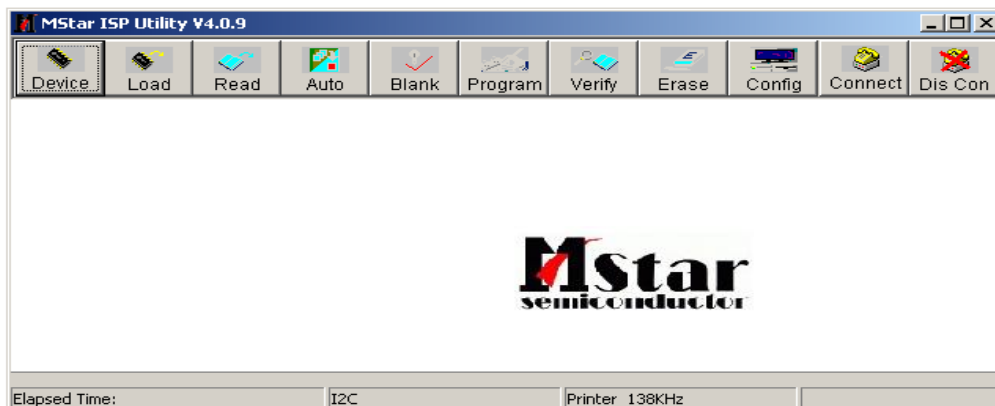 MStar ISP Utility V4.0.9
Device Load Read Auto Blank Program Verify Erase Config Connect Dis Con
MStar
semiconductor
Elapsed Time: I2C Printer 138KHz